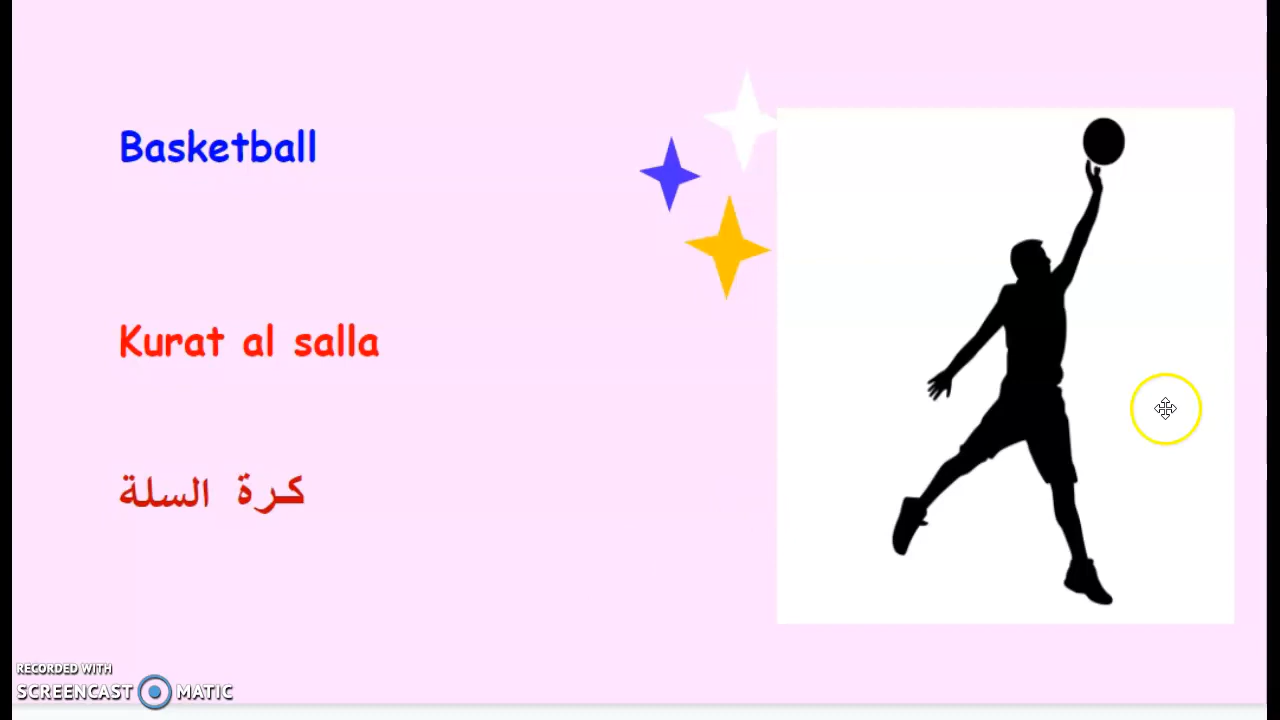 Basketball
Kurat al salla
كرة السلة
RECORDED WITH
SCREENCAST MATIC